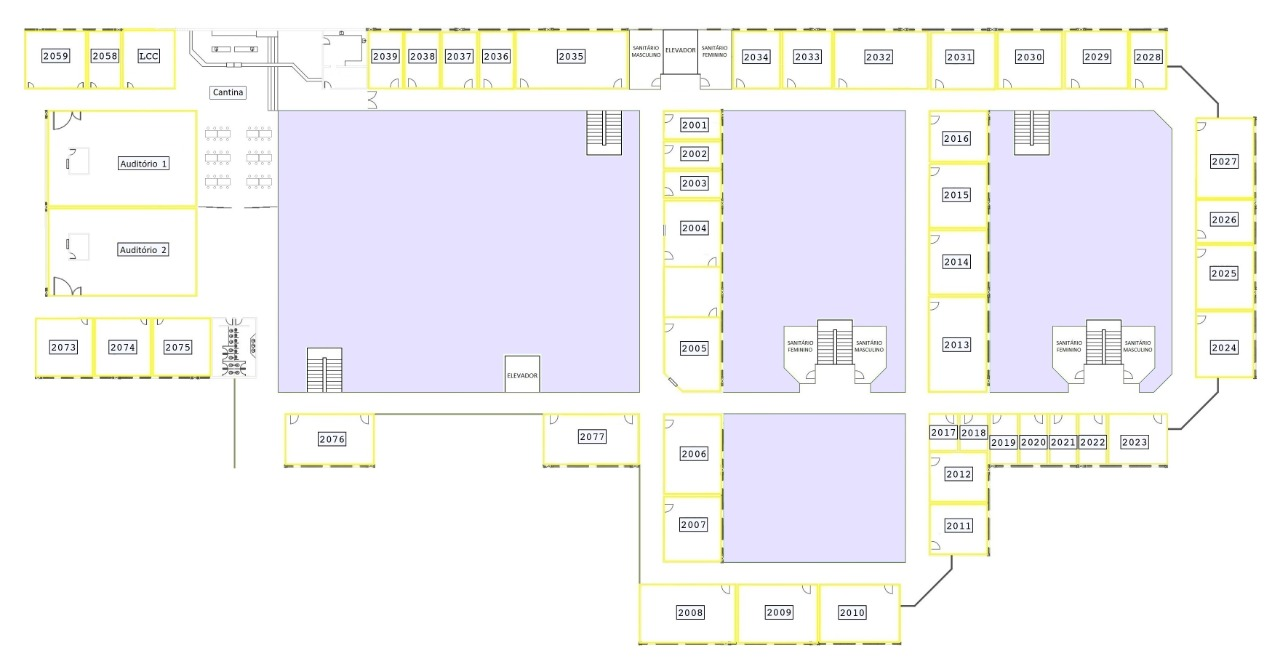 2059
2058
LCC
Cantina
2039
2038
2037
2036
2035
SANITÁRIO
MASCULINO
ELEVADOR
SANITÁRIO
FEMININO
2034
2033
2032
2031
2030
2029
2028
Auditório 1
Auditório 2
2001
2002
2003
2004
2005
2016
2015
2014
2013
2027
2026
2025
2024
SANITÁRIO
FEMININO
SANITÁRIO
MASCULINO
SANITÁRIO
FEMININO
SANITÁRIO
MASCULINO
2073
2074
2075
ELEVADOR
2076
2077
2006
2007
2017
2018
2019
2020
2021
2022
2023
2012
2011
2008
2009
2010